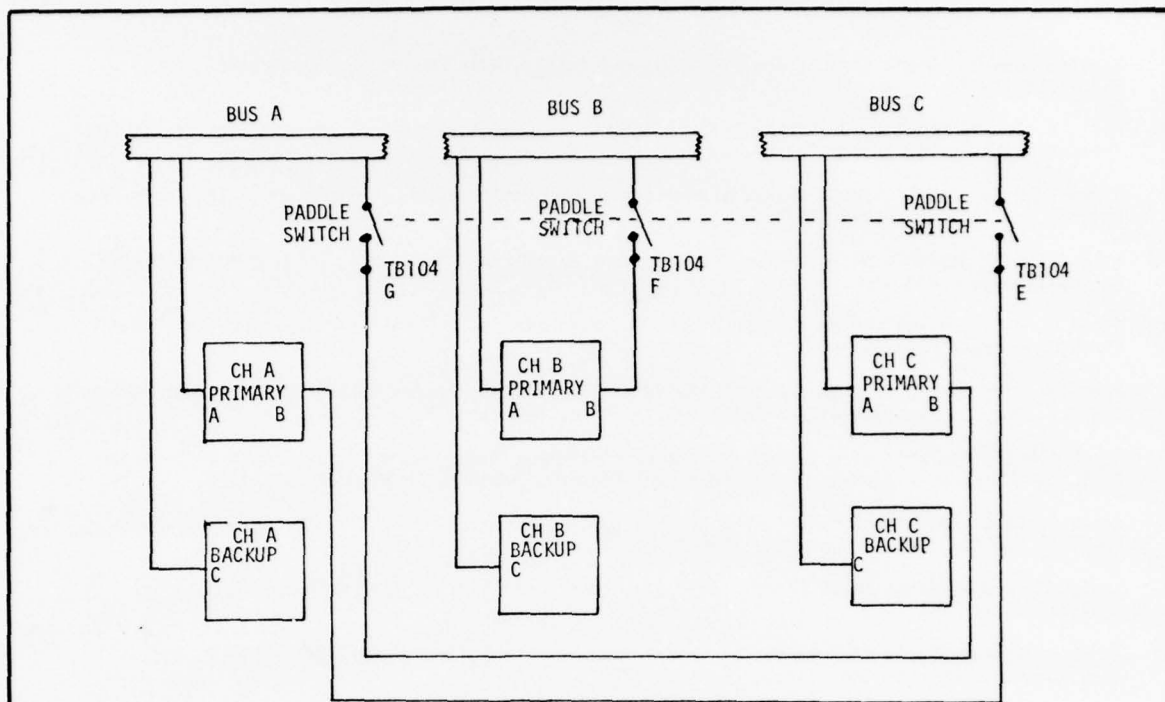 BUS A
BUS B
BUS C
PADDLE
SWITCH
TB104
G
PADDLE
SWITCH
TB104
F
PADDLE
SWITCH
TB104
E
CH A
PRIMARY
A B
CH B
PRIMARY
A B
CH C
PRIMARY
A B
CH A
BACKUP
C
CH B
BACKUP
C
CH C
BACKUP
C